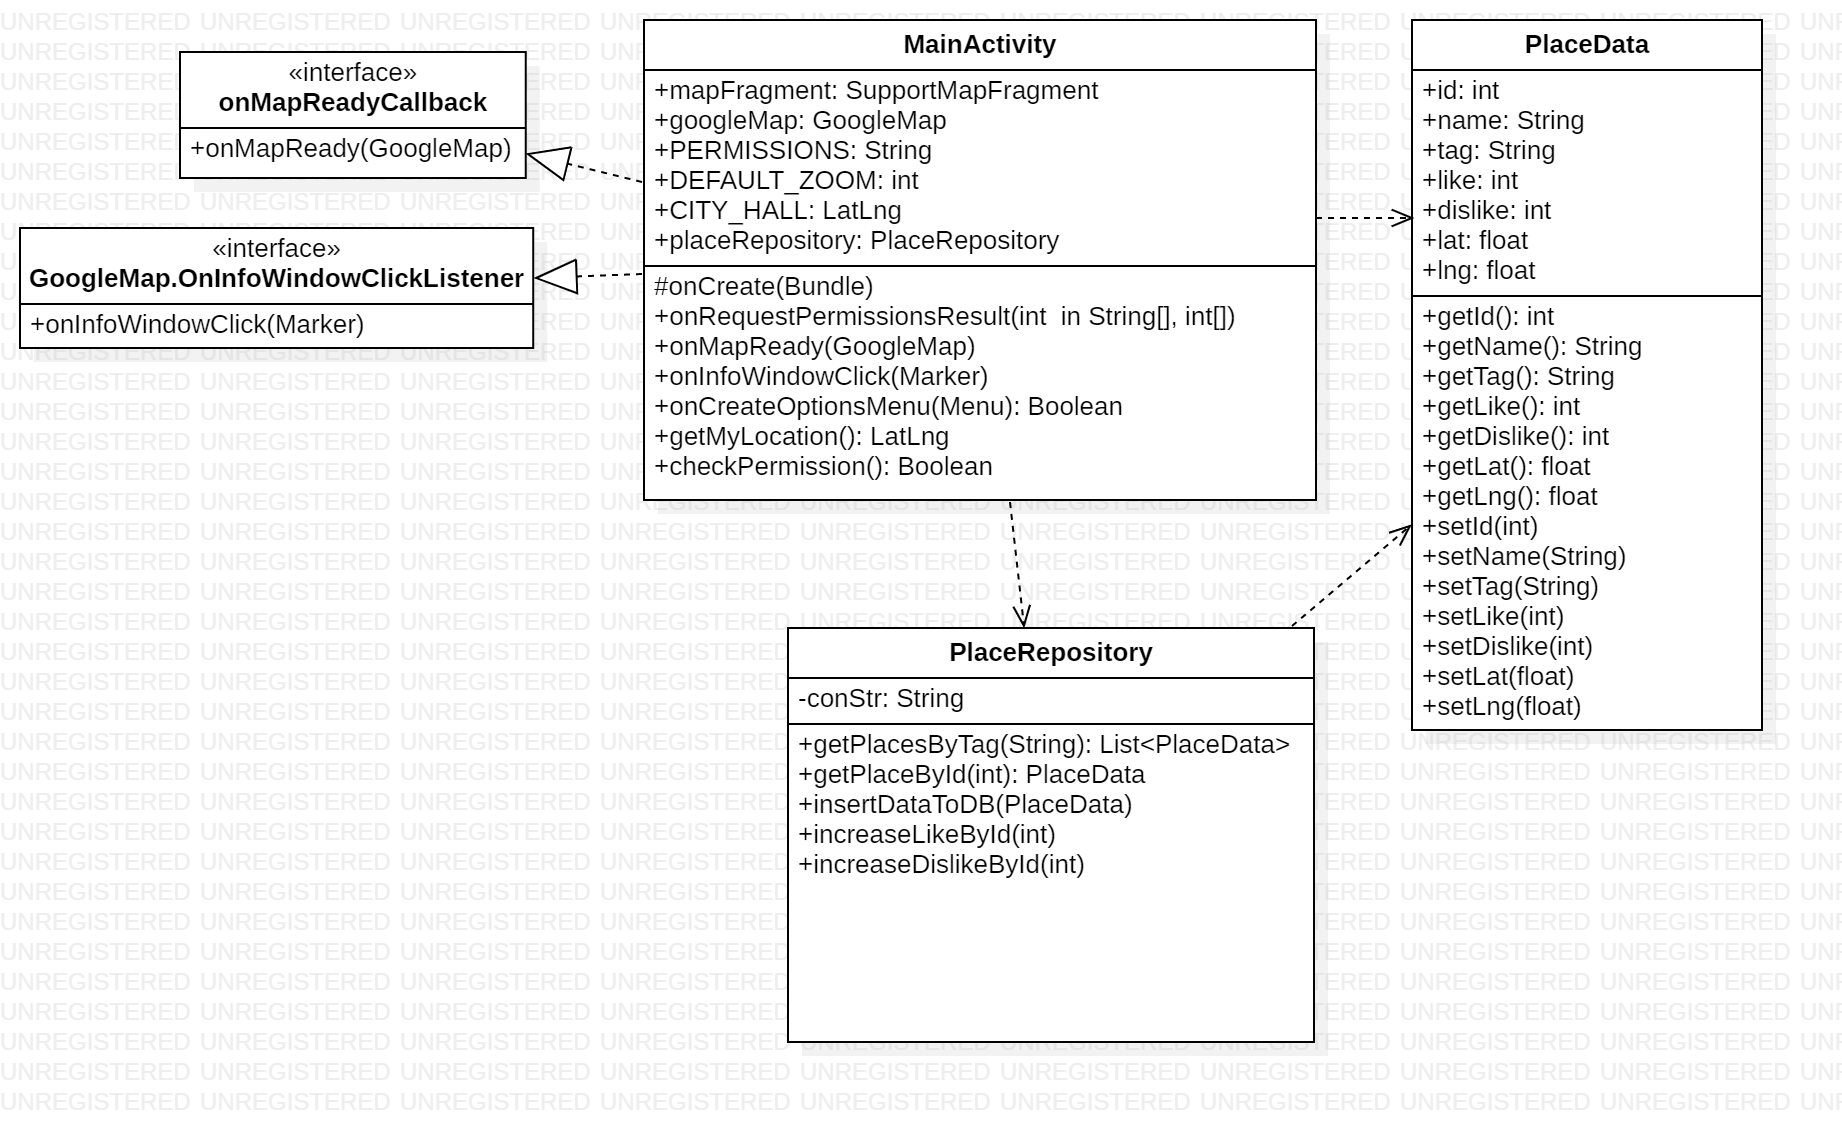 «interface»
onMapReadyCallback
+onMapReady(GoogleMap)
«interface»
GoogleMap.OnInfoWindowClickListener
+onInfoWindowClick(Marker)
MainActivity
+mapFragment: SupportMapFragment
+googleMap: GoogleMap
+PERMISSIONS: String
+DEFAULT_ZOOM: int
+CITY_HALL: LatLng
+placeRepository: PlaceRepository
#onCreate(Bundle)
+onRequestPermissionsResult(int  in String[], int[])
+onMapReady(GoogleMap)
+onInfoWindowClick(Marker)
+onCreateOptionsMenu(Menu): Boolean
+getMyLocation(): LatLng
+checkPermission(): Boolean
PlaceData
+id: int
+name: String
+tag: String
+like: int
+dislike: int
+lat: float
+lng: float
+getId(): int
+getName(): String
+getTag(): String
+getLike(): int
+getDislike(): int
+getLat(): float
+getLng(): float
+setId(int)
+setName(String)
+setTag(String)
+setLike(int)
+setDislike(int)
+setLat(float)
+setLng(float)
PlaceRepository
-conStr: String
+getPlacesByTag(String): List<PlaceData>
+getPlaceById(int): PlaceData
+insertDataToDB(PlaceData)
+increaseLikeById(int)
+increaseDislikeById(int)
UNREGISTERED